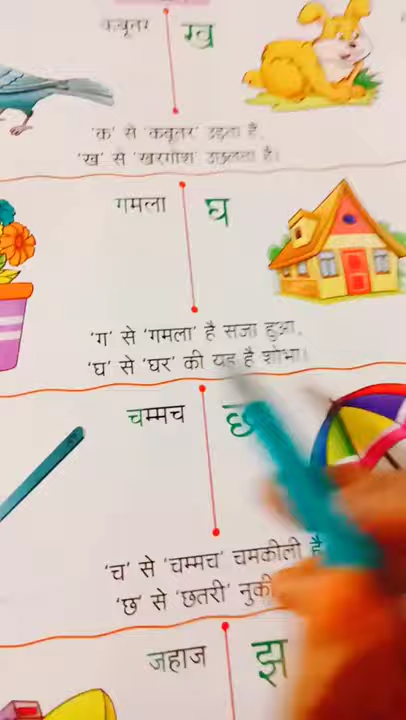 कबूतर
ख
'क' से 'कबूतर' उड़ता है,
'ख' से 'खरगोश' उछलता है।
गमला
घ
'ग' से 'गमला' है सजा हुआ,
'घ' से 'घर' की यह है शोभा।
चम्मच
छ
'च' से 'चम्मच' चमकीली है
'छ' से 'छतरी'
जहाज
झ